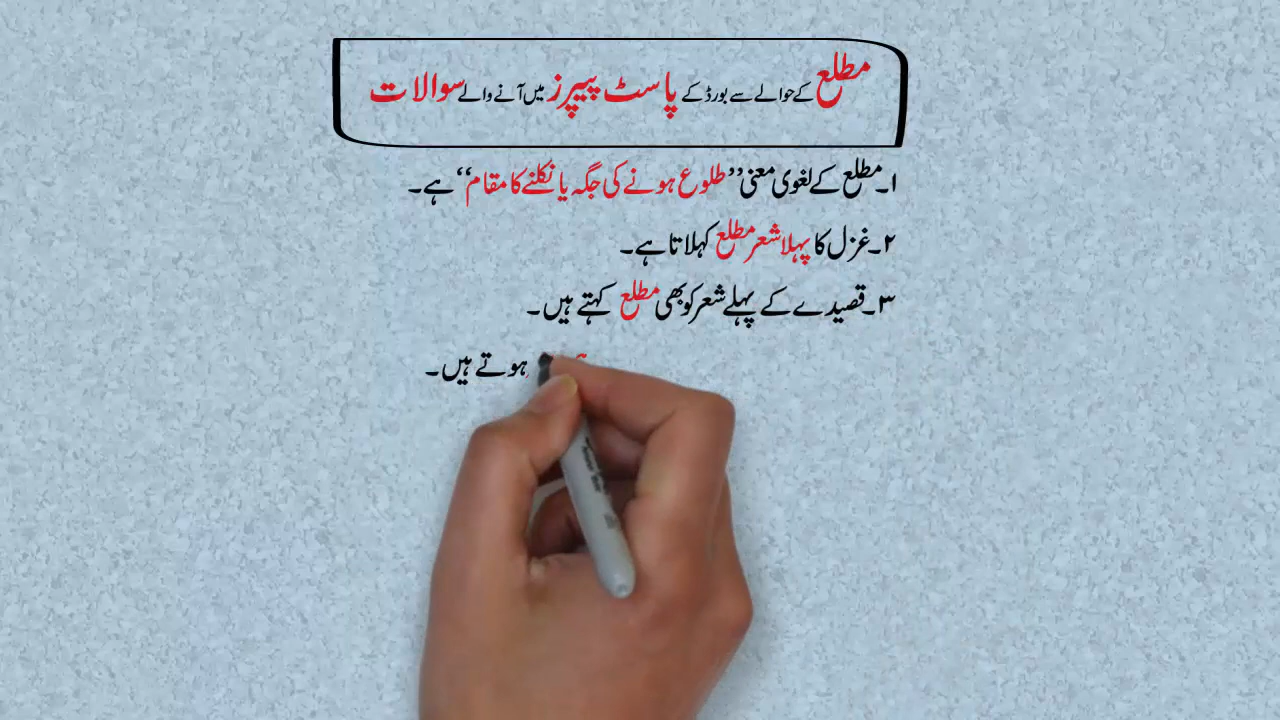 مطلع کے حوالے سے بورڈ کے پاسٹ پیپرز میں آنے والے سوالات
۱۔ مطلع کے لغوی معنی ’’طلوع ہونے کی جگہ یا نکلنے کا مقام‘‘ ہے۔
۲۔ غزل کا پہلا شعر مطلع کہلاتا ہے۔
۳۔ قصیدے کے پہلے شعر کو بھی مطلع کہتے ہیں۔
ہوتے ہیں۔